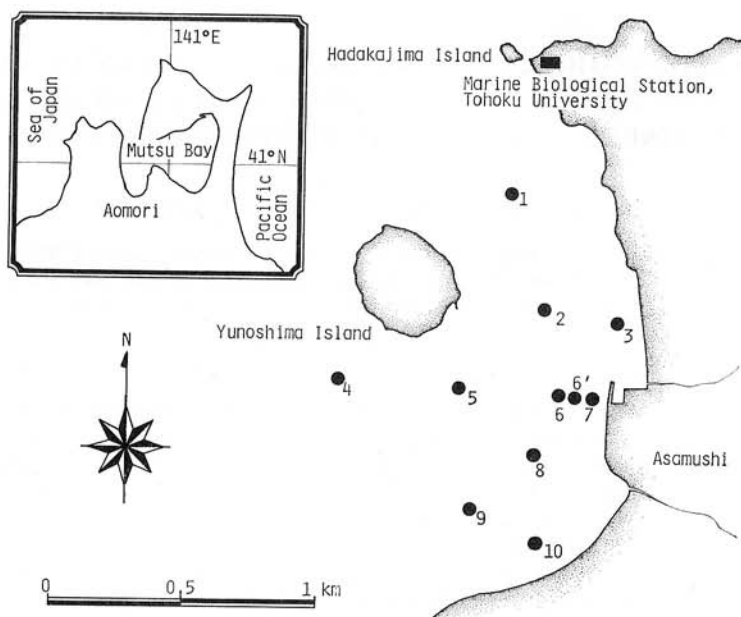 141°E
Sea of
Japan
Mutsu Bay
41°N
Aomori
Pacific
Ocean
Hadakajima Island
Marine Biological Station,
Tohoku University
1
Yunoshima Island
2
3
4
5
6
6'
7
N
8
Asamushi
9
10
0
0.5
1 km